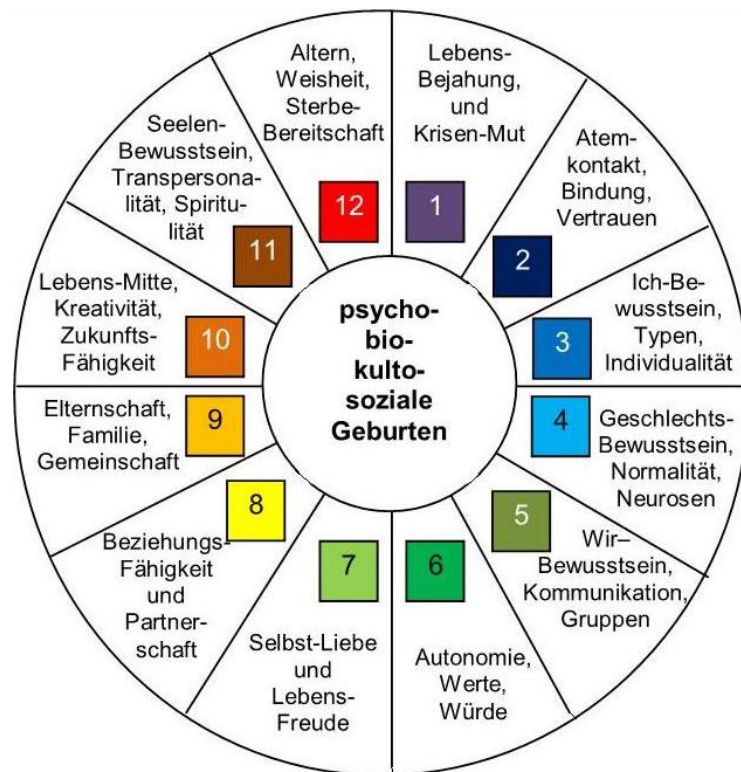 psycho-
bio-
kulto-
soziale
Geburten
1
Lebens-
Bejahung,
und
Krisen-Mut
2
Atem-
kontakt,
Bindung,
Vertrauen
3
Ich-Be-
wusstsein,
Typen,
Individualität
4
Geschlechts-
Bewusstsein,
Normalität,
Neurosen
5
Wir–
Bewusstsein,
Kommunikation,
Gruppen
6
Autonomie,
Werte,
Würde
7
Selbst-Liebe
und
Lebens-
Freude
8
Beziehungs-
Fähigkeit
und
Partner-
schaft
9
Elternschaft,
Familie,
Gemeinschaft
10
Lebens-Mitte,
Kreativität,
Zukunfts-
Fähigkeit
11
Seelen-
Bewusstsein,
Transpersona-
lität, Spiritu-
lität
12
Altern,
Weisheit,
Sterbe-
Bereitschaft